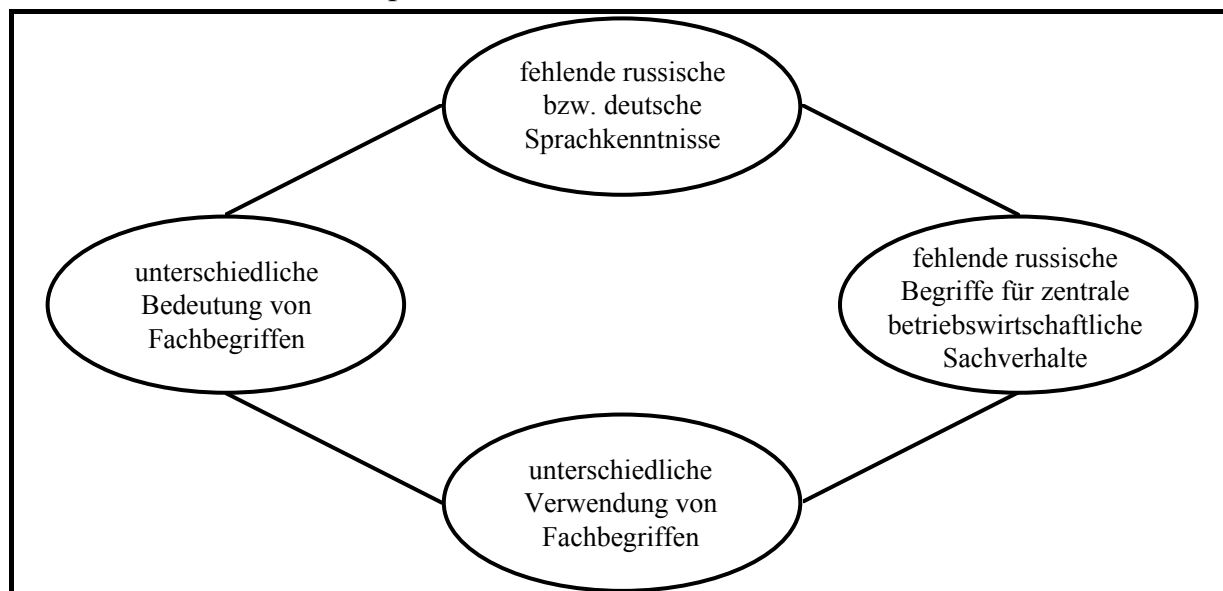 fehlende russische
bzw. deutsche
Sprachkenntnisse
unterschiedliche
Bedeutung von
Fachbegriffen
fehlende russische
Begriffe für zentrale
betriebswirtschaftliche
Sachverhalte
unterschiedliche
Verwendung von
Fachbegriffen